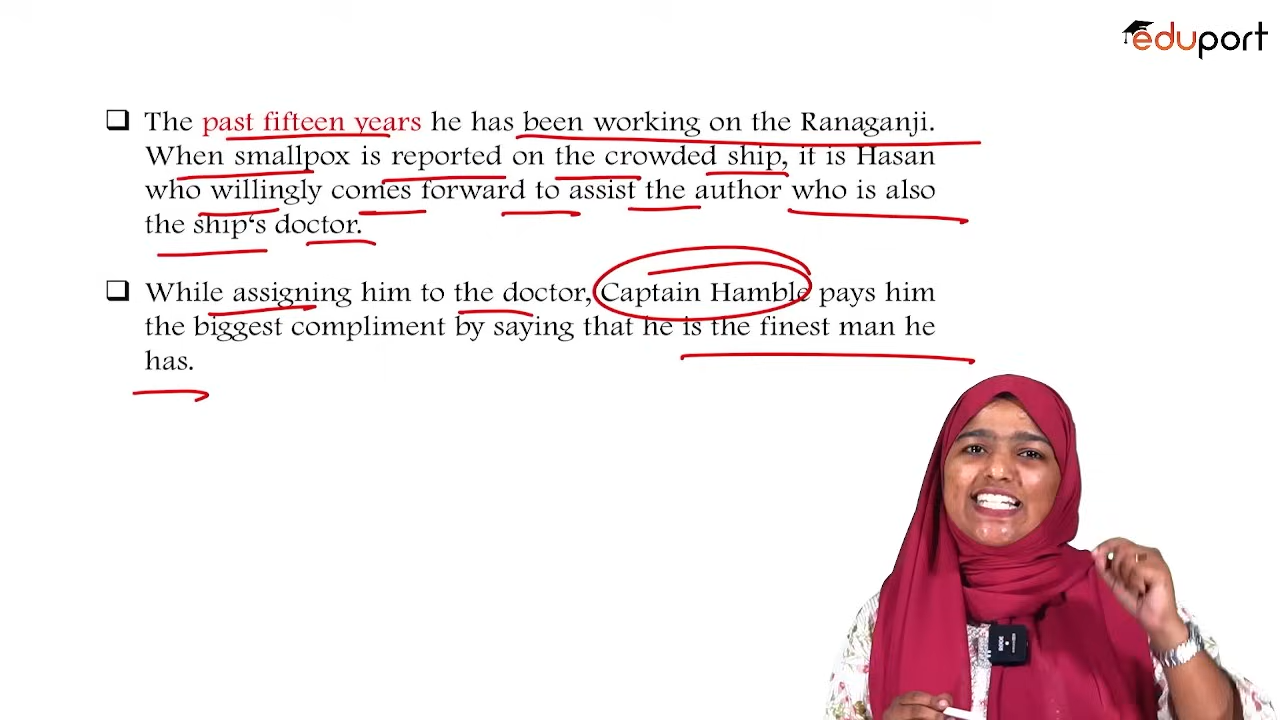 eduport
❑ The past fifteen years he has been working on the Ranaganji.
When smallpox is reported on the crowded ship, it is Hasan
who willingly comes forward to assist the author who is also
the ship‘s doctor.
❑ While assigning him to the doctor, Captain Hamble pays him
the biggest compliment by saying that he is the finest man he
has.